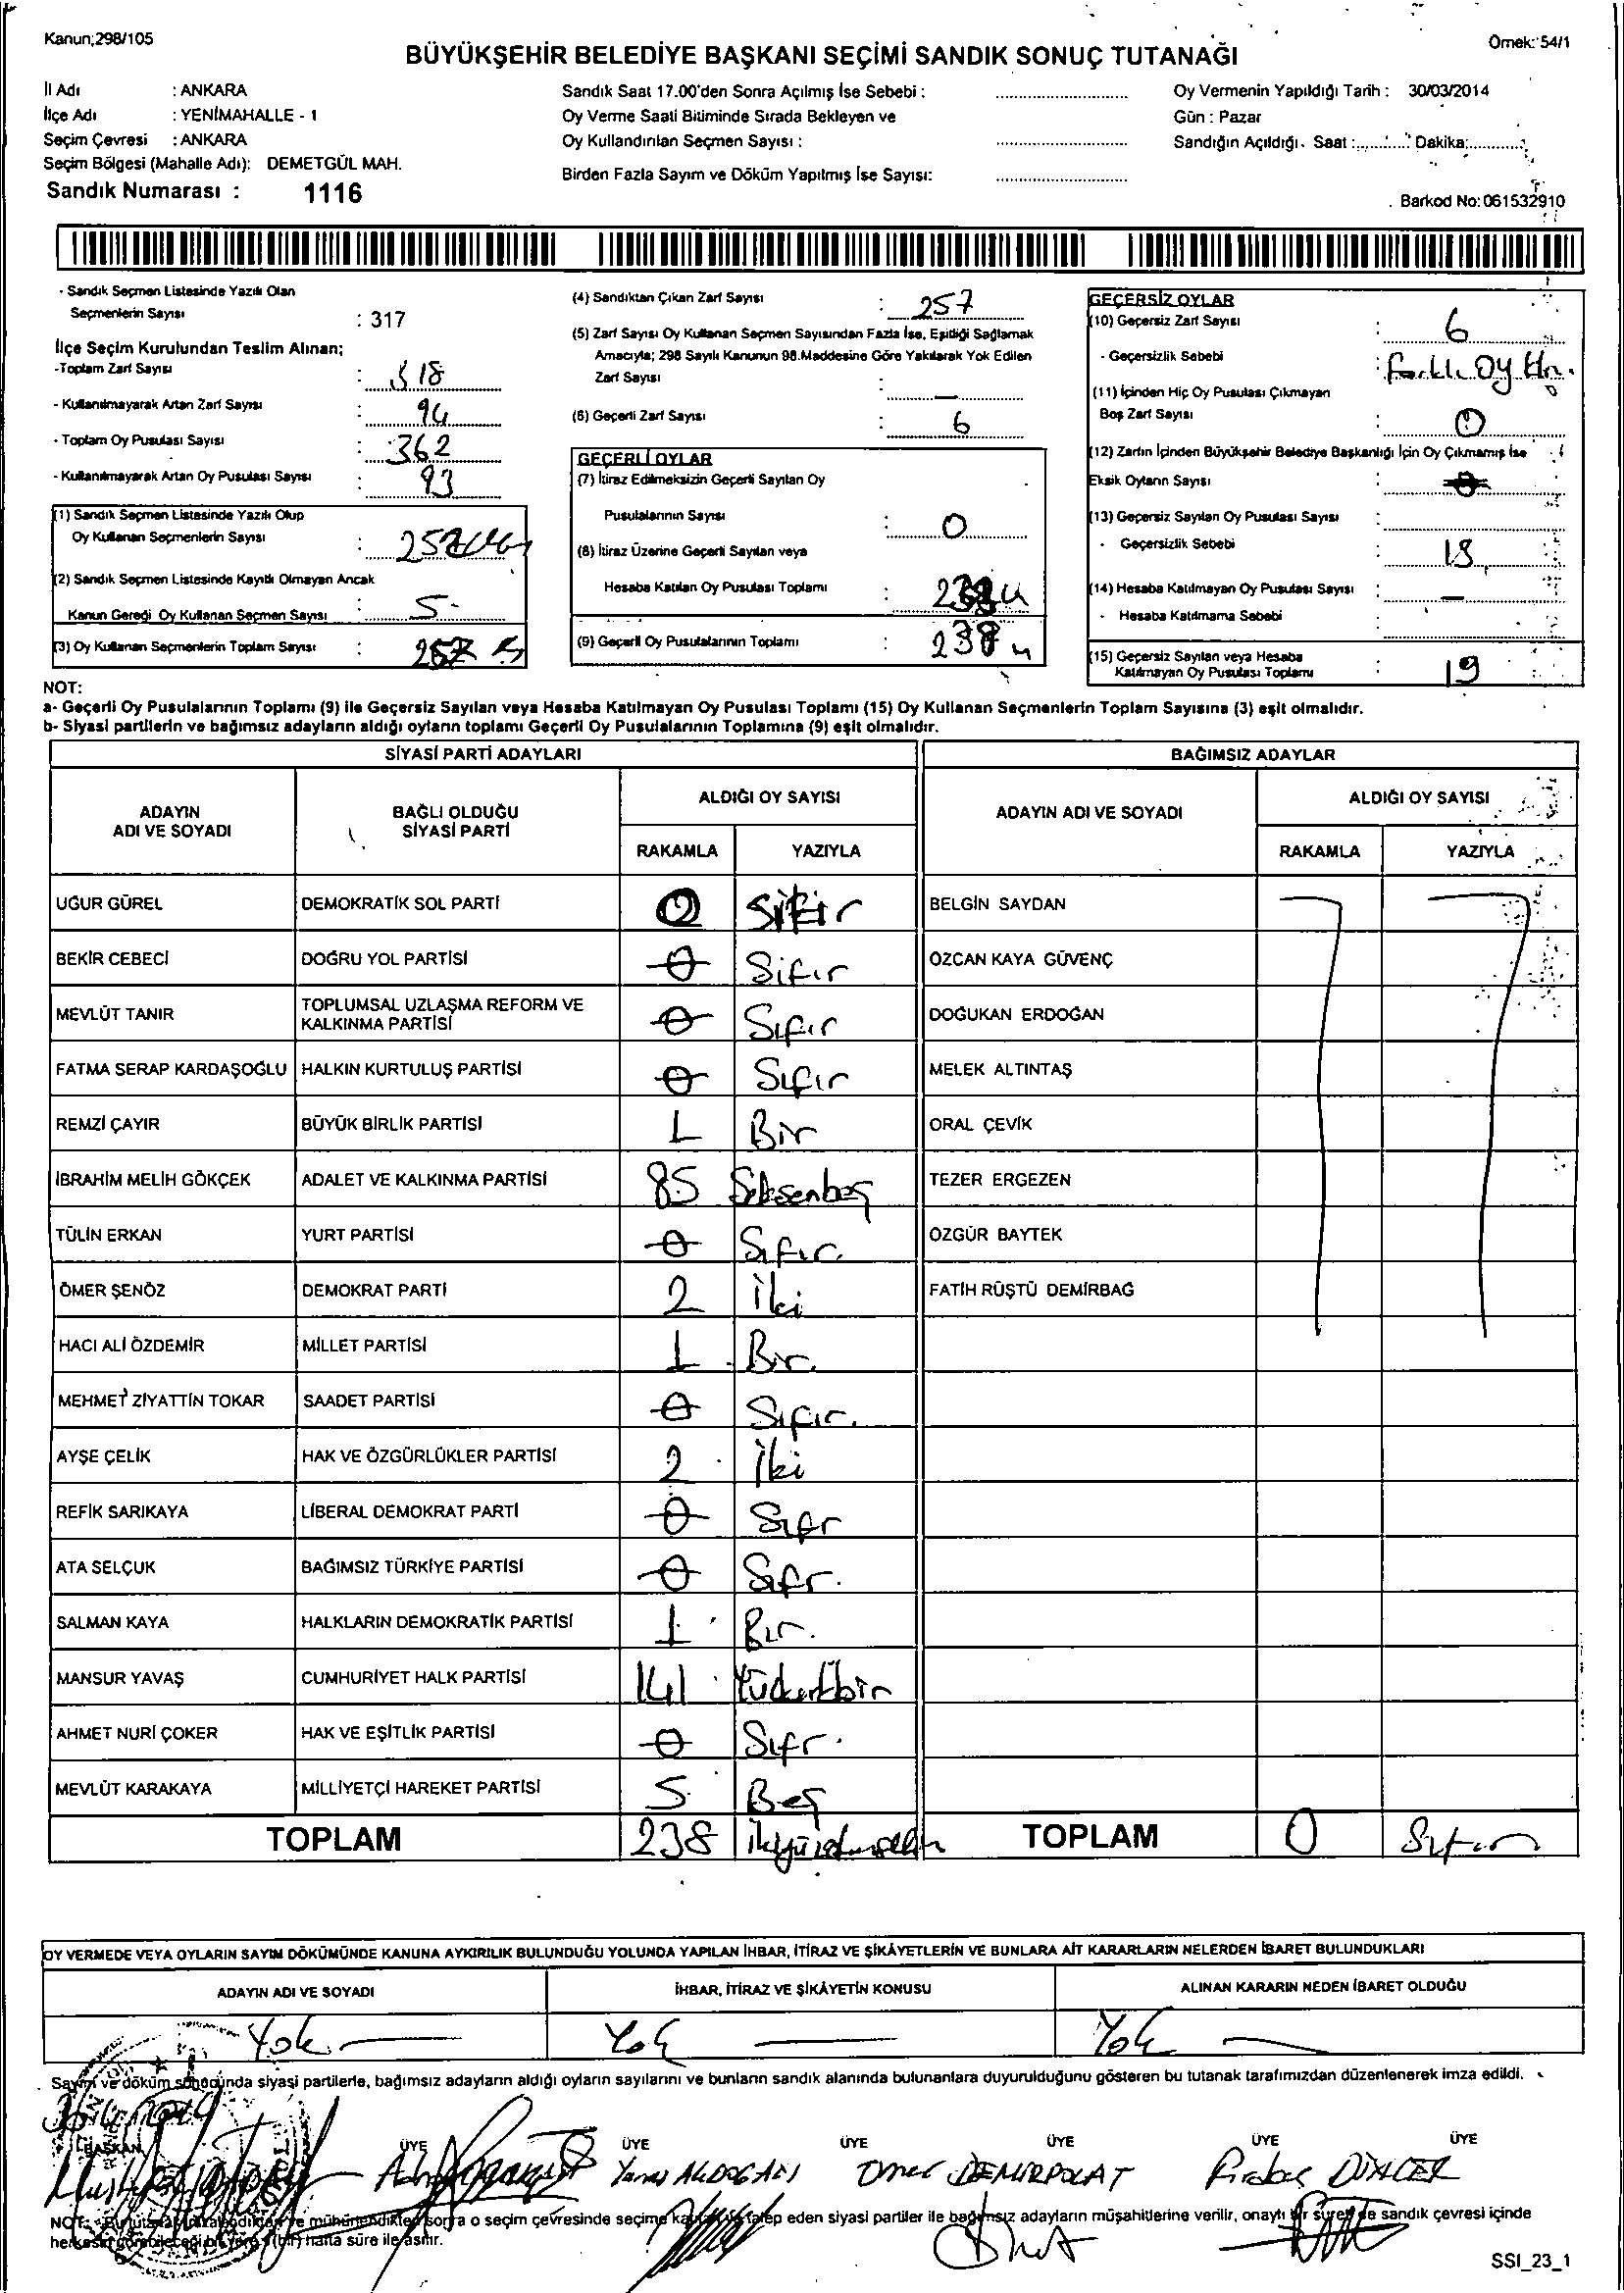 Kanun;298/105
Örnek: 54/1
BÜYÜKŞEHİR BELEDİYE BAŞKANI SEÇİMİ SANDIK SONUÇ TUTANAĞI
İl Adı : ANKARA
İlçe Adı : YENİMAHALLE - 1
Seçim Çevresi : ANKARA
Seçim Bölgesi (Mahalle Adı): DEMETGÜL MAH.
Sandık Numarası : 1116
Sandık Saat 17.00'den Sonra Açılmış İse Sebebi :
Oy Verme Saati Bitiminde Sırada Bekleyen ve
Oy Kullandırılan Seçmen Sayısı :
Birden Fazla Sayım ve Döküm Yapılmış İse Sayısı:
Oy Vermenin Yapıldığı Tarih : 30/03/2014
Gün : Pazar
Sandığın Açıldığı. Saat : Dakika:
Barkod No: 061532910
- Sandık Seçmen Listesinde Yazılı Olan
Seçmenlerin Sayısı : 317
İlçe Seçim Kurulundan Teslim Alınan;
-Toplam Zarf Sayısı : 318
- Kullanılmayarak Artan Zarf Sayısı : 94
- Toplam Oy Pusulası Sayısı : 362
- Kullanılmayarak Artan Oy Pusulası Sayısı : 93
(1) Sandık Seçmen Listesinde Yazılı Olup
Oy Kullanan Seçmenlerin Sayısı :
(2) Sandık Seçmen Listesinde Kayıtlı Olmayan Ancak
Kanun Gereği Oy Kullanan Seçmen Sayısı : 5
(3) Oy Kullanan Seçmenlerin Toplam Sayısı : 257
(4) Sandıktan Çıkan Zarf Sayısı : 257
(5) Zarf Sayısı Oy Kullanan Seçmen Sayısından Fazla İse, Eşitliği Sağlamak
Amacıyla; 298 Sayılı Kanunun 98.Maddesine Göre Yakılarak Yok Edilen
Zarf Sayısı : —
(6) Geçerli Zarf Sayısı : 6
GEÇERLİ OYLAR
(7) İtiraz Edilmeksizin Geçerli Sayılan Oy
Pusulalarının Sayısı : 0
(8) İtiraz Üzerine Geçerli Sayılan veya
Hesaba Katılan Oy Pusulası Toplamı : 238
(9) Geçerli Oy Pusulalarının Toplamı : 238
GEÇERSİZ OYLAR
(10) Geçersiz Zarf Sayısı : 6
- Geçersizlik Sebebi : Farklı Oy
(11) İçinden Hiç Oy Pusulası Çıkmayan
Boş Zarf Sayısı : 0
(12) Zarfın İçinden Büyükşehir Belediye Başkanlığı İçin Oy Çıkmamış İse
Eksik Oyların Sayısı : 0
(13) Geçersiz Sayılan Oy Pusulası Sayısı :
- Geçersizlik Sebebi :
(14) Hesaba Katılmayan Oy Pusulası Sayısı : —
- Hesaba Katılmama Sebebi
(15) Geçersiz Sayılan veya Hesaba
Katılmayan Oy Pusulası Toplamı : 19
NOT:
a- Geçerli Oy Pusulalarının Toplamı (9) ile Geçersiz Sayılan veya Hesaba Katılmayan Oy Pusulası Toplamı (15) Oy Kullanan Seçmenlerin Toplam Sayısına (3) eşit olmalıdır.
b- Siyasi partilerin ve bağımsız adayların aldığı oyların toplamı Geçerli Oy Pusulalarının Toplamına (9) eşit olmalıdır.
SİYASİ PARTİ ADAYLARI
BAĞIMSIZ ADAYLAR
ADAYIN ADI VE SOYADI
BAĞLI OLDUĞU SİYASİ PARTİ
ALDIĞI OY SAYISI
RAKAMLA YAZIYLA
ADAYIN ADI VE SOYADI
ALDIĞI OY SAYISI
RAKAMLA YAZIYLA
UĞUR GÜREL DEMOKRATİK SOL PARTİ 0 Sıfır BELGİN SAYDAN
BEKİR CEBECİ DOĞRU YOL PARTİSİ 0 Sıfır ÖZCAN KAYA GÜVENÇ
MEVLÜT TANIR TOPLUMSAL UZLAŞMA REFORM VE KALKINMA PARTİSİ 0 Sıfır DOĞUKAN ERDOĞAN
FATMA SERAP KARDAŞOĞLU HALKIN KURTULUŞ PARTİSİ 0 Sıfır MELEK ALTINTAŞ
REMZİ ÇAYIR BÜYÜK BİRLİK PARTİSİ 1 Bir ORAL ÇEVİK
İBRAHİM MELİH GÖKÇEK ADALET VE KALKINMA PARTİSİ 85 Seksenbeş TEZER ERGEZEN
TÜLİN ERKAN YURT PARTİSİ 0 Sıfır. ÖZGÜR BAYTEK
ÖMER ŞENÖZ DEMOKRAT PARTİ 2 İki FATİH RÜŞTÜ DEMİRBAĞ
HACI ALİ ÖZDEMİR MİLLET PARTİSİ 1 Bir.
MEHMET ZİYATTİN TOKAR SAADET PARTİSİ 0 Sıfır.
AYŞE ÇELİK HAK VE ÖZGÜRLÜKLER PARTİSİ 2 İki
REFİK SARIKAYA LİBERAL DEMOKRAT PARTİ 0 Sıfr
ATA SELÇUK BAĞIMSIZ TÜRKİYE PARTİSİ 0 Sıfr.
SALMAN KAYA HALKLARIN DEMOKRATİK PARTİSİ 1 Bır.
MANSUR YAVAŞ CUMHURİYET HALK PARTİSİ 141 Yüzkırkbir
AHMET NURİ ÇOKER HAK VE EŞİTLİK PARTİSİ 0 Sıfr.
MEVLÜT KARAKAYA MİLLİYETÇİ HAREKET PARTİSİ 5 Beş
TOPLAM 238 TOPLAM 0 Sıfır
OY VERMEDE VEYA OYLARIN SAYIM DÖKÜMÜNDE KANUNA AYKIRILIK BULUNDUĞU YOLUNDA YAPILAN İHBAR, İTİRAZ VE ŞİKÂYETLERİN VE BUNLARA AİT KARARLARIN NELERDEN İBARET BULUNDUKLARI
ADAYIN ADI VE SOYADI İHBAR, İTİRAZ VE ŞİKÂYETİN KONUSU ALINAN KARARIN NEDEN İBARET OLDUĞU
Yok Yok Yok
Sayım ve döküm sonucunda siyasi partilerle, bağımsız adayların aldığı oyların sayılarını ve bunların sandık alanında bulunanlara duyurulduğunu gösteren bu tutanak tarafımızdan düzenlenerek imza edildi.
BAŞKAN ÜYE ÜYE ÜYE ÜYE ÜYE ÜYE
Ömer DEMİRPOLAT
NOT: mühürlendikten sonra o seçim çevresinde seçime katılan ve talep eden siyasi partiler ile bağımsız adayların müşahitlerine verilir, onaylı bir suret de sandık çevresi içinde
herkesin görebileceği bir yere (bir) hafta süre ile asılır.
SSI_23_1